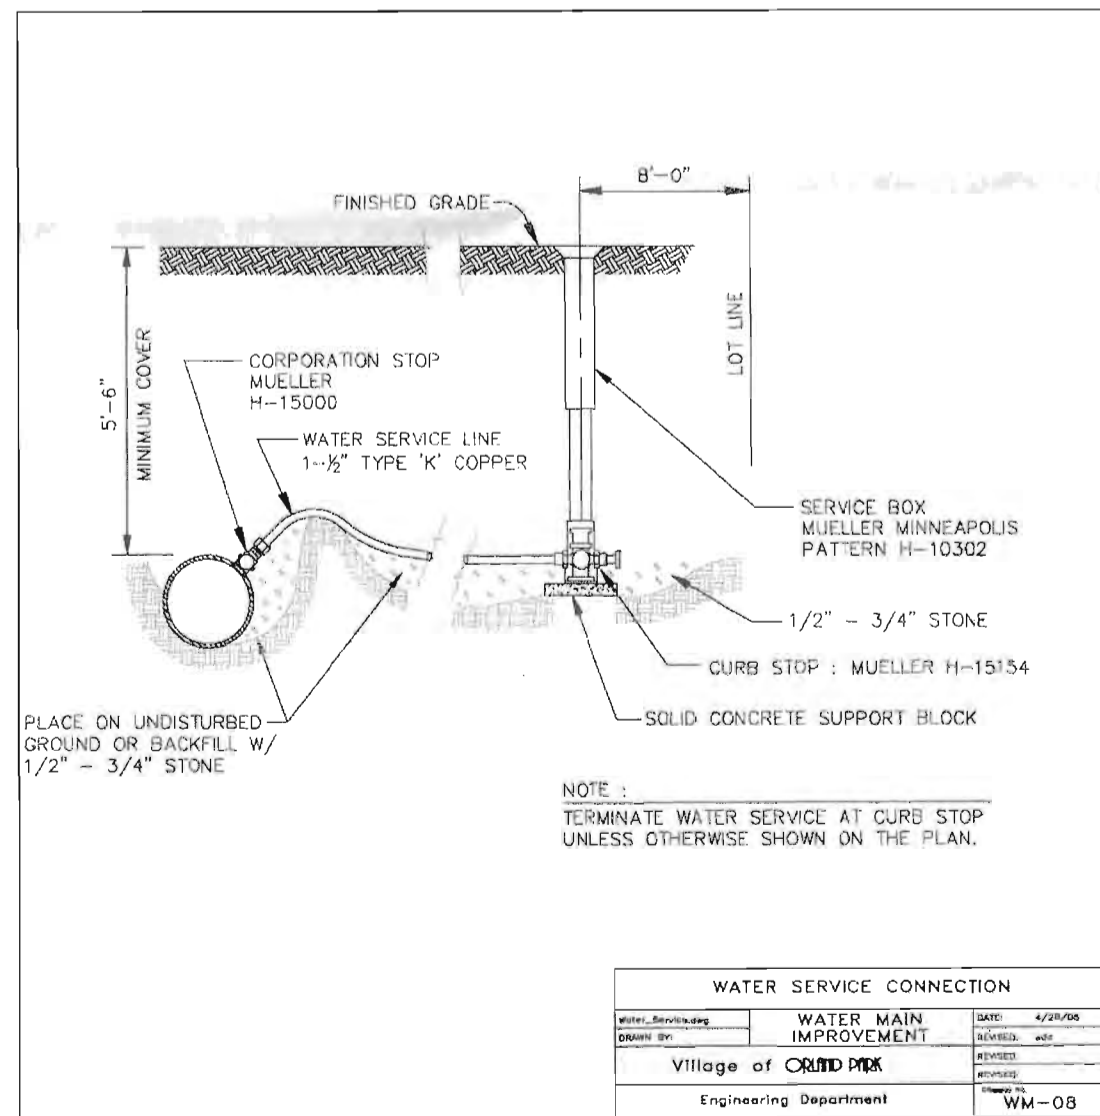 8'-0"
FINISHED GRADE
LOT LINE
5'-6"
MINIMUM COVER
CORPORATION STOP
MUELLER
H-15000
WATER SERVICE LINE
1-½" TYPE 'K' COPPER
SERVICE BOX
MUELLER MINNEAPOLIS
PATTERN H-10302
1/2" - 3/4" STONE
CURB STOP : MUELLER H-15154
SOLID CONCRETE SUPPORT BLOCK
PLACE ON UNDISTURBED
GROUND OR BACKFILL W/
1/2" - 3/4" STONE
NOTE :
TERMINATE WATER SERVICE AT CURB STOP
UNLESS OTHERWISE SHOWN ON THE PLAN.
WATER SERVICE CONNECTION
Water_Service.dwg
DRAWN BY:
WATER MAIN
IMPROVEMENT
DATE:
REVISED:
REVISED:
REVISED:
Village of ORLAND PARK
Engineering Department
WM-08